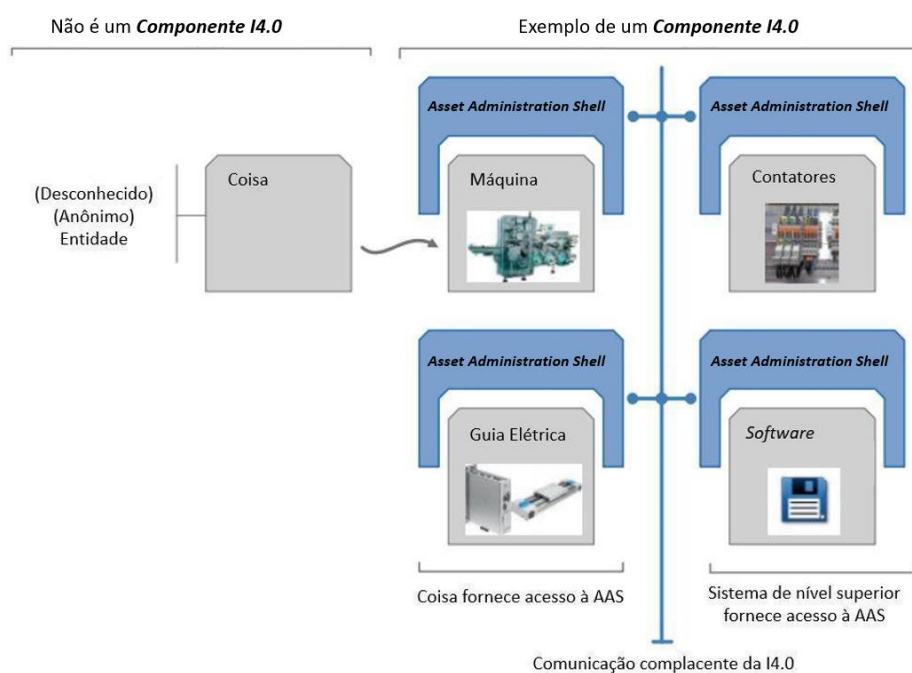 Não é um Componente I4.0
Exemplo de um Componente I4.0
Asset Administration Shell
Asset Administration Shell
(Desconhecido)
(Anônimo)
Entidade
Coisa
Máquina
Contatores
Asset Administration Shell
Asset Administration Shell
Guia Elétrica
Software
Coisa fornece acesso à AAS
Sistema de nível superior
fornece acesso à AAS
Comunicação complacente da I4.0